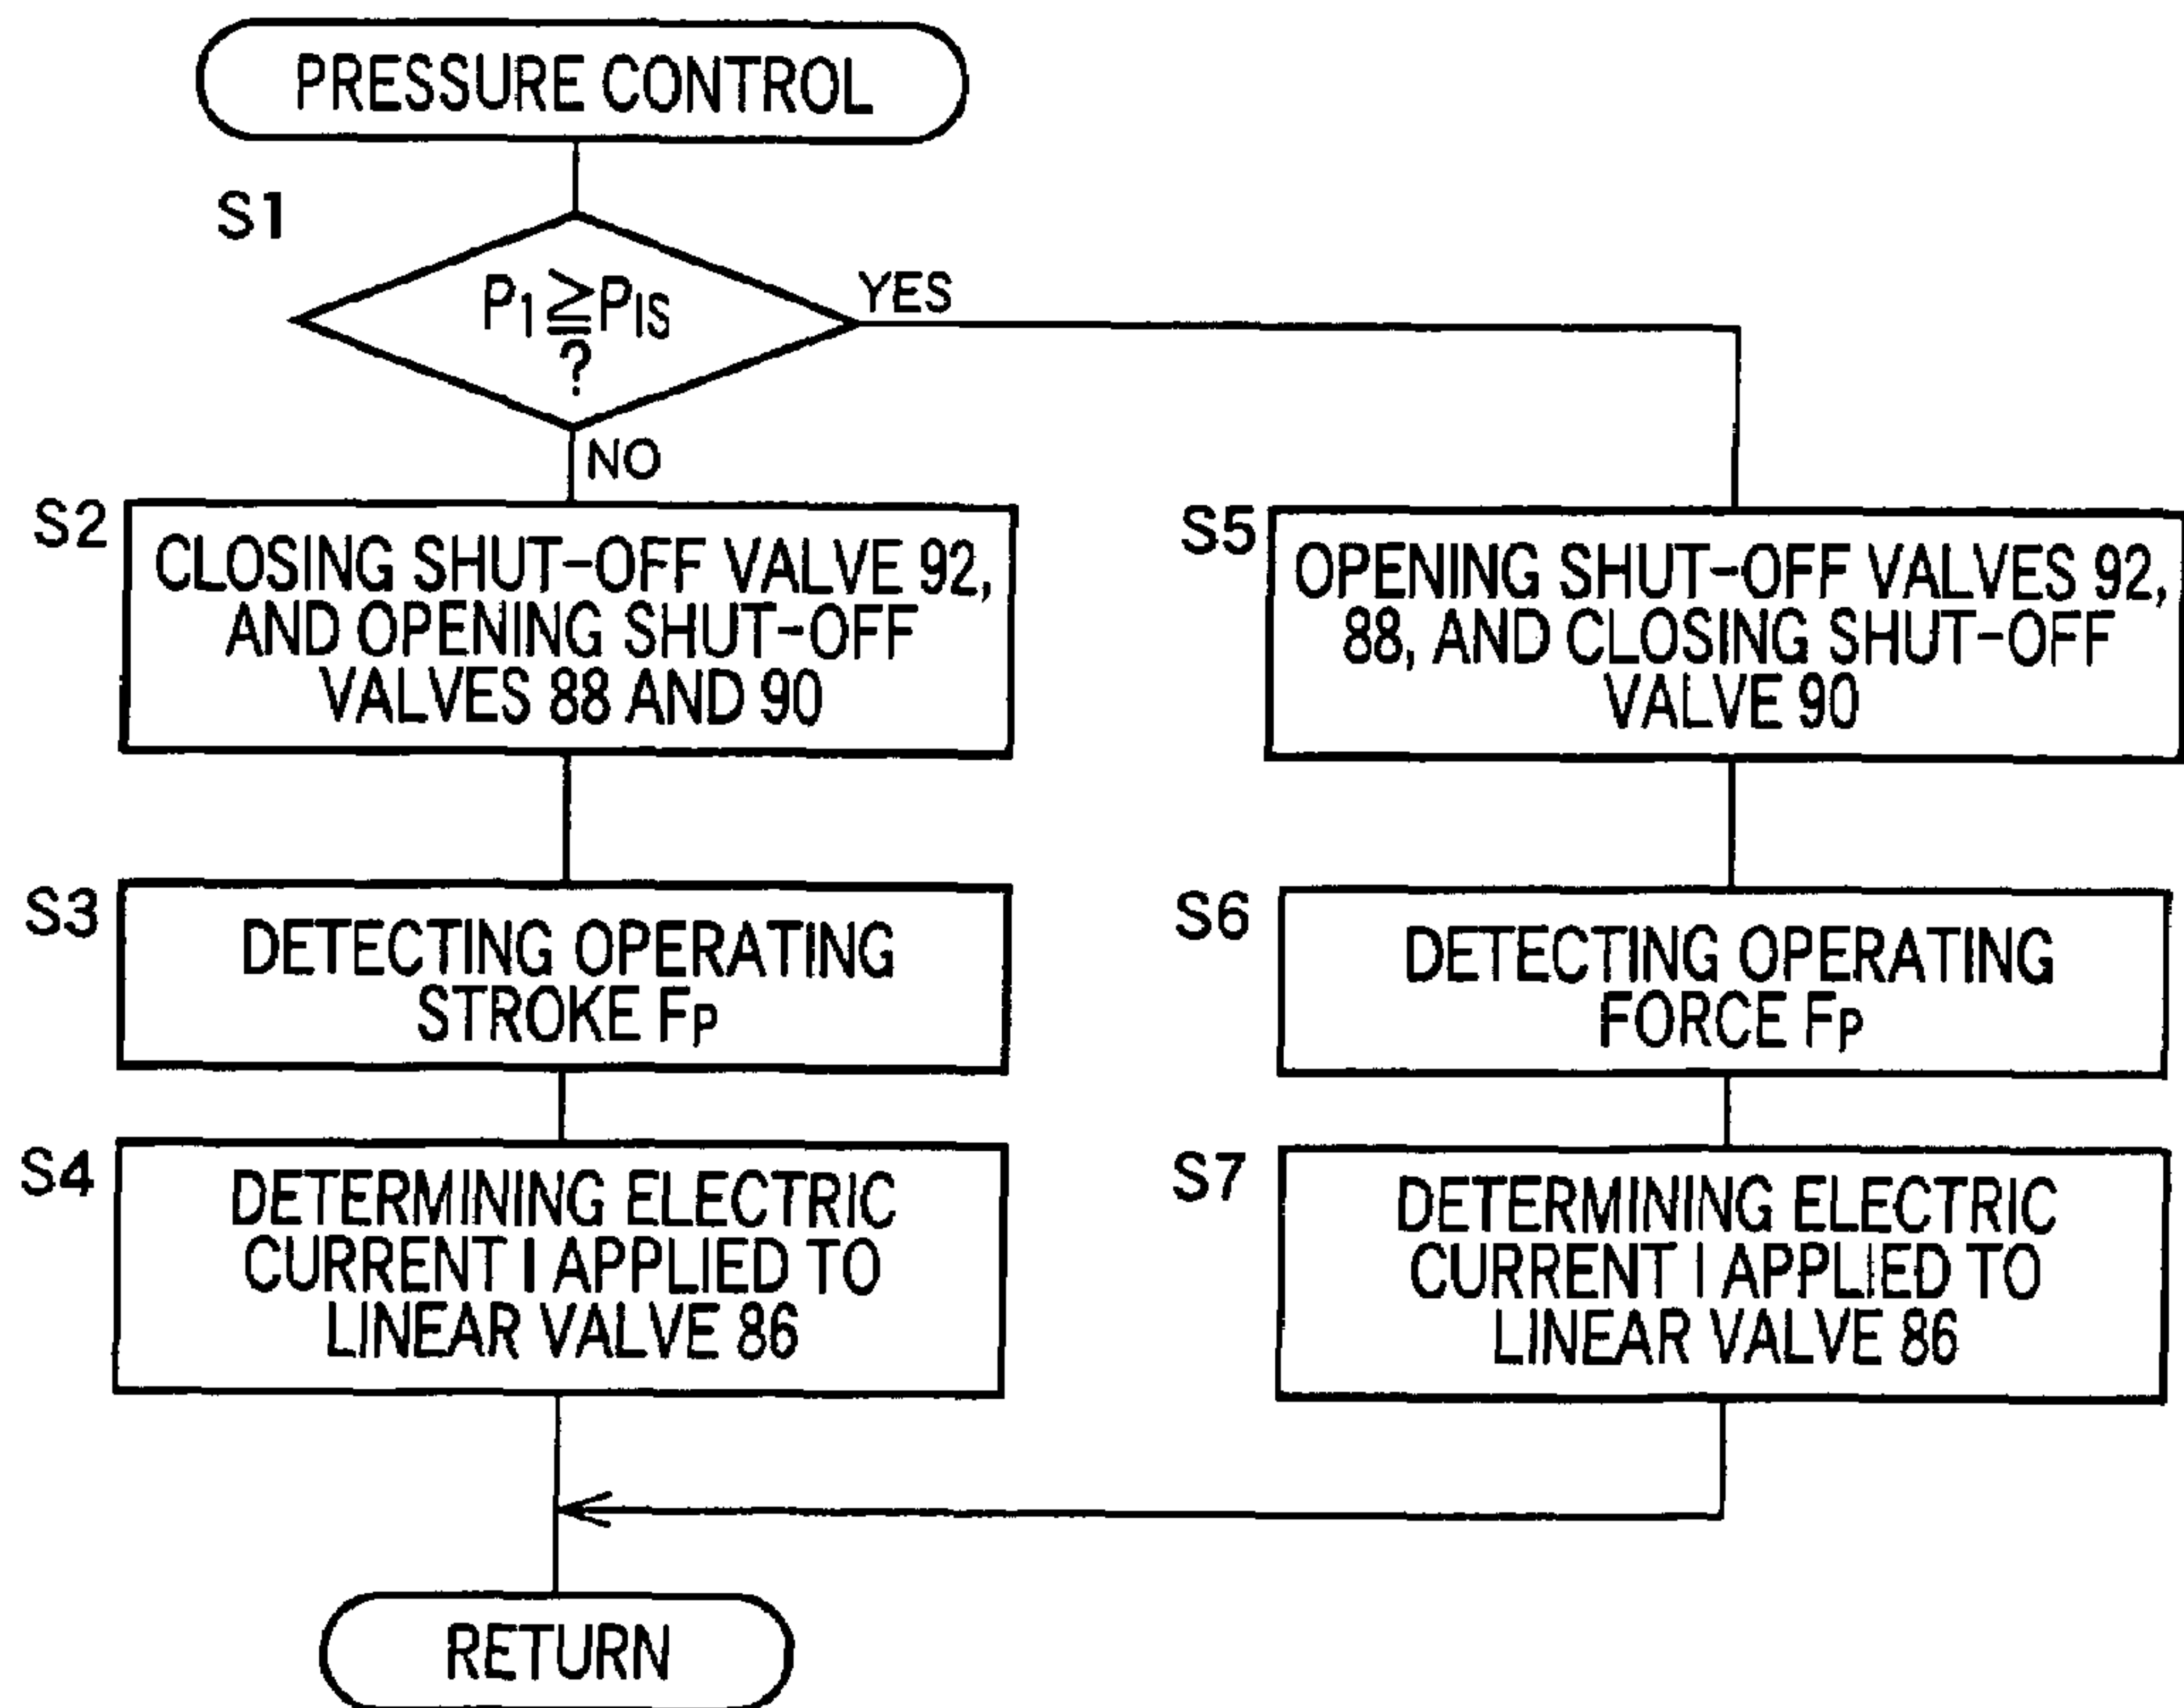 PRESSURE CONTROL
S1
P1≧PIS
?
YES
NO
S2
CLOSING SHUT-OFF VALVE 92,
AND OPENING SHUT-OFF
VALVES 88 AND 90
S3
DETECTING OPERATING
STROKE FP
S4
DETERMINING ELECTRIC
CURRENT I APPLIED TO
LINEAR VALVE 86
S5
OPENING SHUT-OFF VALVES 92,
88, AND CLOSING SHUT-OFF
VALVE 90
S6
DETECTING OPERATING
FORCE FP
S7
DETERMINING ELECTRIC
CURRENT I APPLIED TO
LINEAR VALVE 86
RETURN